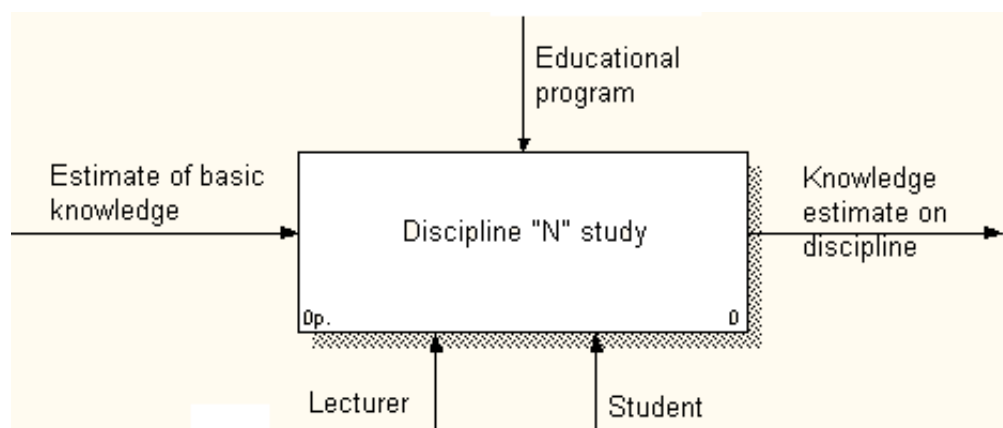 Educational
program
Estimate of basic
knowledge
Knowledge
estimate on
discipline
Discipline "N" study
0p.
0
Lecturer
Student